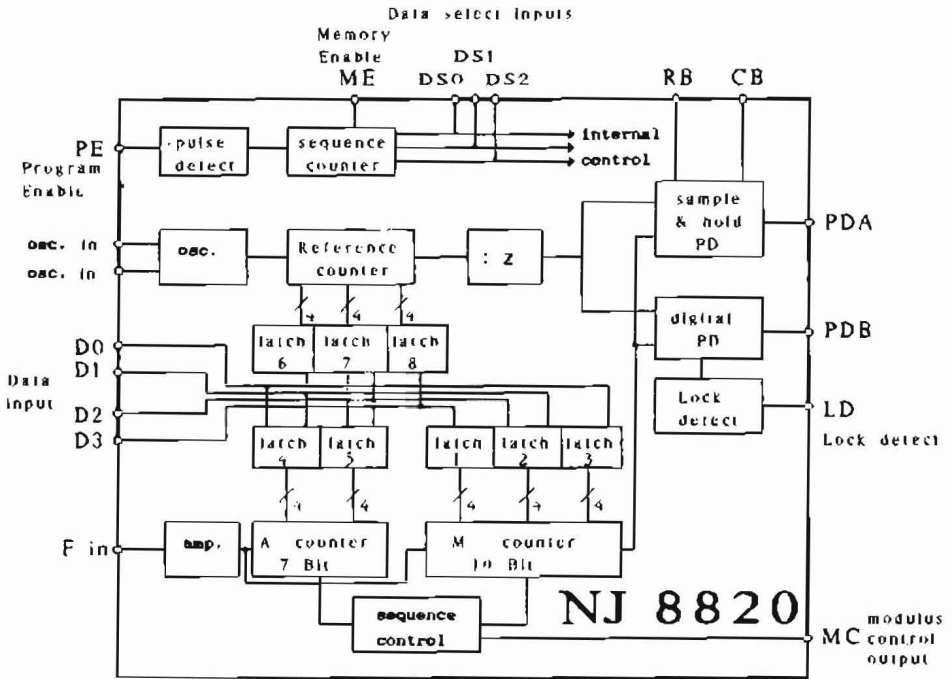 Data select inputs
Memory
Enable
ME
DS0
DS1
DS2
RB
CB
PE
Program
Enable
pulse
detect
sequence
counter
internal
control
sample
& hold
PD
PDA
osc. in
osc. in
osc.
Reference
counter
: 2
digital
PD
PDB
4
4
4
latch
6
latch
7
latch
8
D0
D1
Data
input
D2
D3
Lock
detect
LD
Lock detect
latch
4
latch
5
latch
1
latch
2
latch
3
4
4
4
4
4
F in
amp.
A counter
7 Bit
M counter
10 Bit
sequence
control
NJ 8820
MC
modulus
control
output